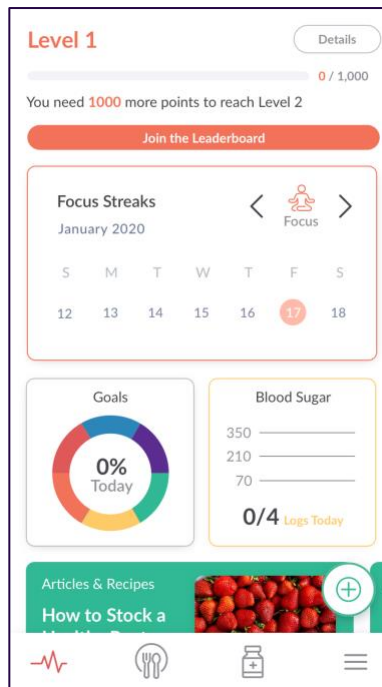 Level 1
Details
0 / 1,000
You need 1000 more points to reach Level 2
Join the Leaderboard
Focus Streaks
January 2020
Focus
S M T W T F S
12 13 14 15 16 17 18
Goals
0%
Today
Blood Sugar
350
210
70
0/4 Logs Today
Articles & Recipes
How to Stock a